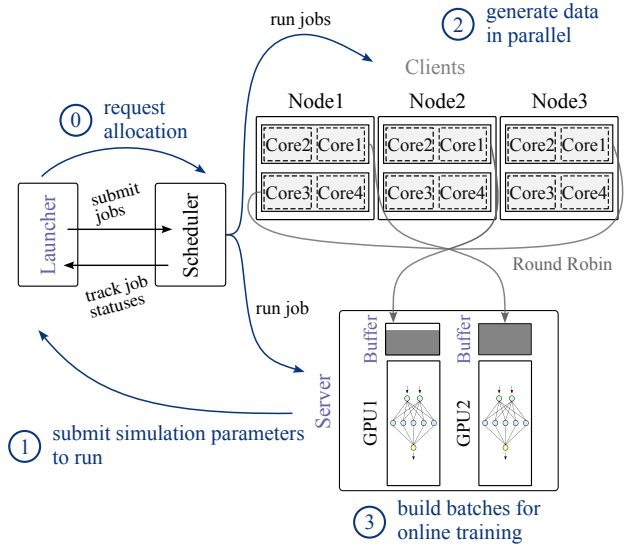 run jobs
2
generate data
in parallel
Clients
0
request
allocation
Node1
Node2
Node3
Core2
Core1
Core2
Core1
Core2
Core1
Core3
Core4
Core3
Core4
Core3
Core4
Launcher
submit
jobs
Scheduler
track job
statuses
Round Robin
run job
Buffer
Buffer
Server
GPU1
GPU2
1
submit simulation parameters
to run
3
build batches for
online training